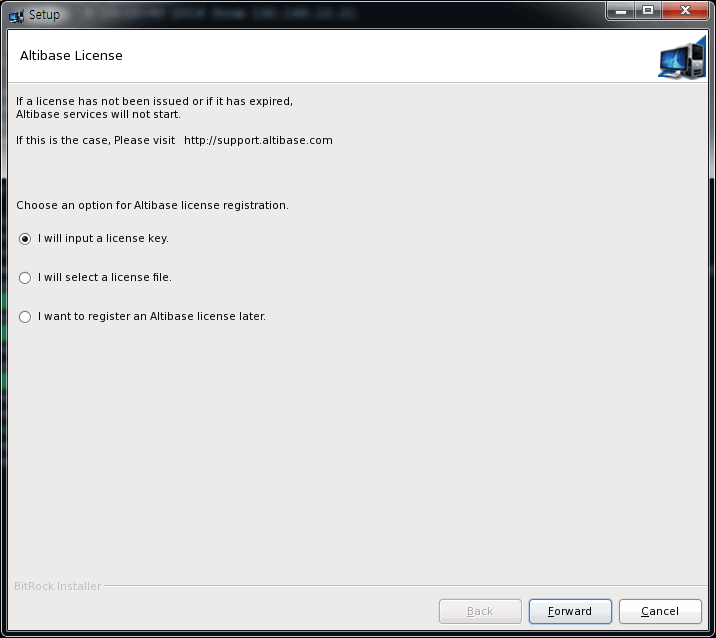 Setup
Altibase License
If a license has not been issued or if it has expired,
Altibase services will not start.
If this is the case, Please visit   http://support.altibase.com
Choose an option for Altibase license registration.
I will input a license key.
I will select a license file.
I want to register an Altibase license later.
BitRock Installer
Back
Forward
Cancel